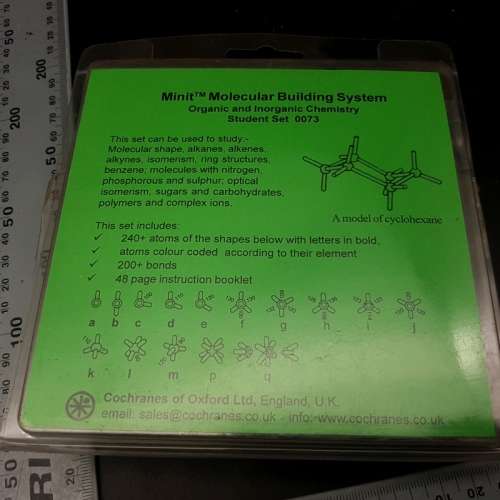 Minit™ Molecular Building System
Organic and Inorganic Chemistry
Student Set 0073
This set can be used to study:-
Molecular shape, alkanes, alkenes,
alkynes, isomerism, ring structures,
benzene, molecules with nitrogen,
phosphorous and sulphur, optical
isomerism, sugars and carbohydrates,
polymers and complex ions.
A model of cyclohexane
This set includes:
✓ 240+ atoms of the shapes below with letters in bold,
✓ atoms colour coded according to their element
✓ 200+ bonds
✓ 48 page instruction booklet
a b c d e f g h i j
k l m p q
Cochranes of Oxford Ltd, England, U.K.
email: sales@cochranes.co.uk - info: www.cochranes.co.uk